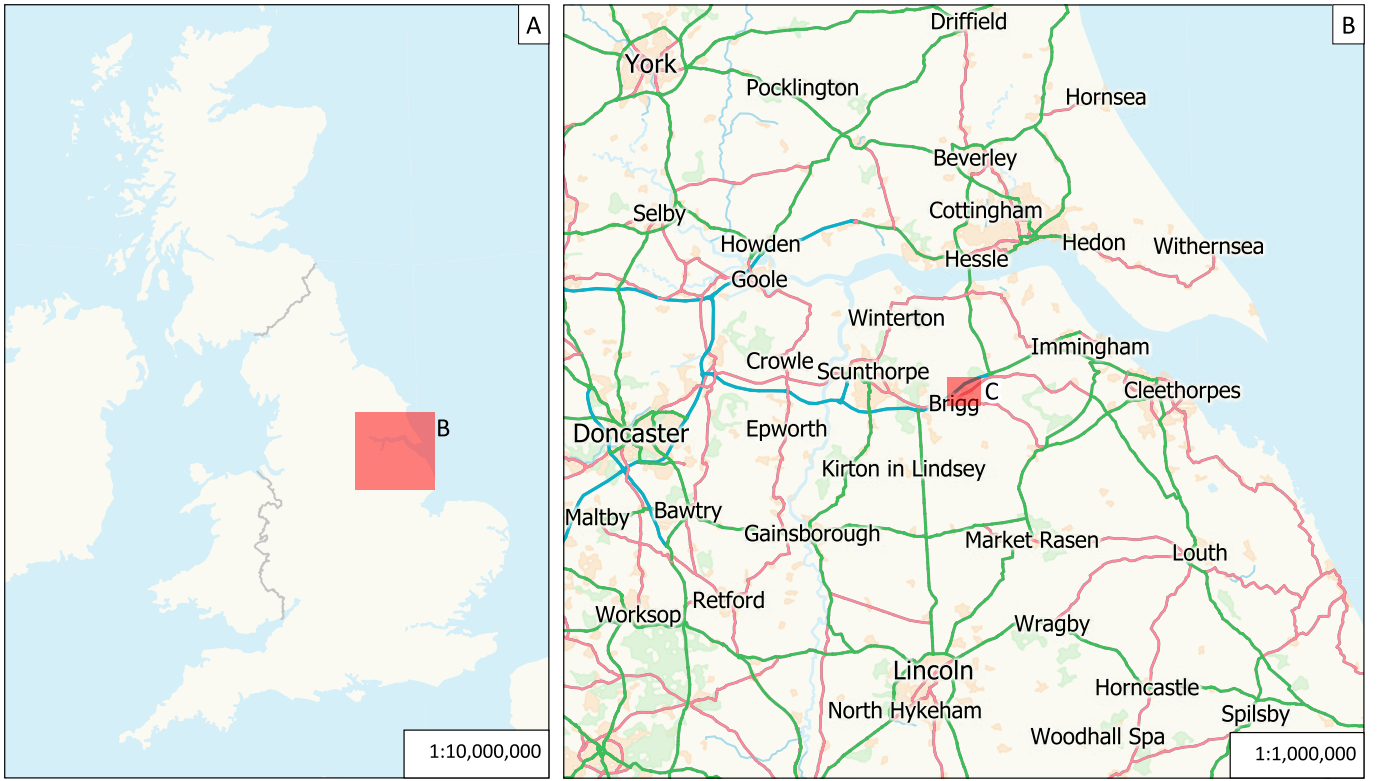 A
B
1:10,000,000
B
Driffield
York
Pocklington
Hornsea
Beverley
Selby
Cottingham
Howden
Hedon
Withernsea
Hessle
Goole
Winterton
Immingham
Crowle
Scunthorpe
Cleethorpes
C
Brigg
Doncaster
Epworth
Kirton in Lindsey
Maltby
Bawtry
Gainsborough
Market Rasen
Louth
Retford
Worksop
Wragby
Lincoln
Horncastle
North Hykeham
Spilsby
Woodhall Spa
1:1,000,000